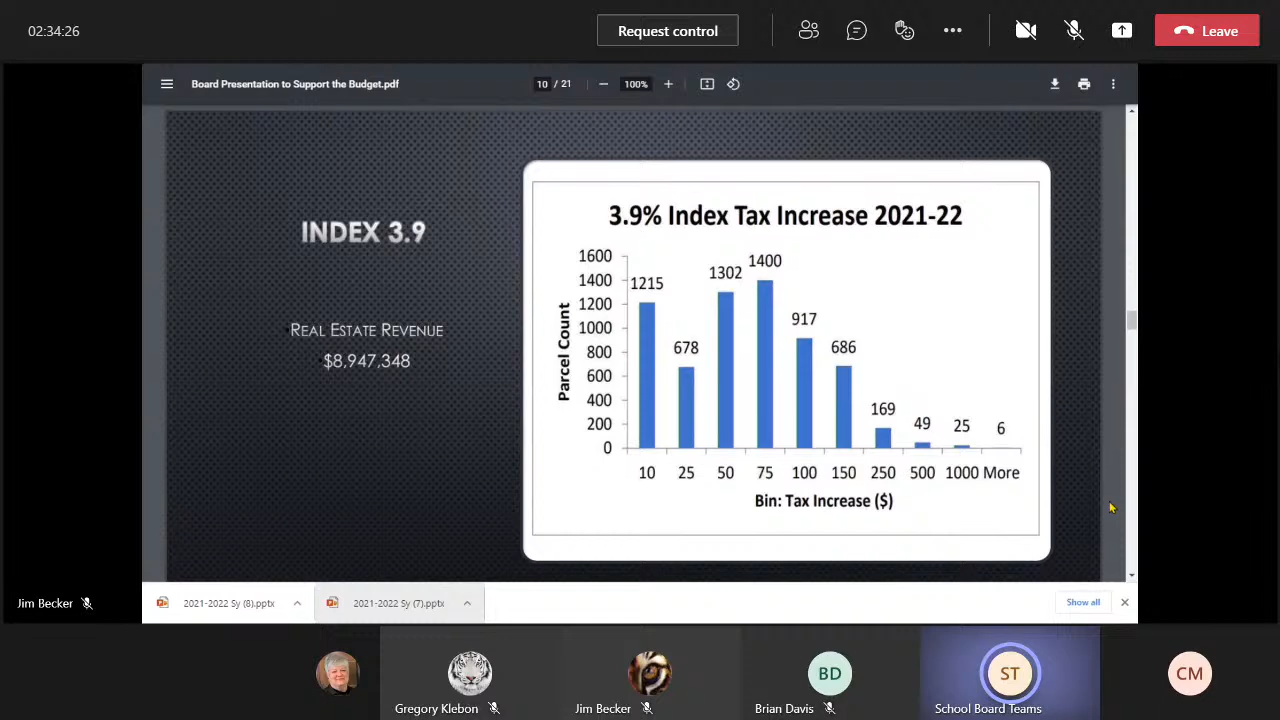 02:34:26
Request control
Leave
Board Presentation to Support the Budget.pdf
10 / 21
100%
INDEX 3.9
REAL ESTATE REVENUE
$8,947,348
3.9% Index Tax Increase 2021-22
Parcel Count
1600
1400
1200
1000
800
600
400
200
0
1215
678
1302
1400
917
686
169
49
25
6
10 25 50 75 100 150 250 500 1000 More
Bin: Tax Increase ($)
Jim Becker
2021-2022 Sy (8).pptx
2021-2022 Sy (7).pptx
Show all
BD
ST
CM
Gregory Klebon
Jim Becker
Brian Davis
School Board Teams